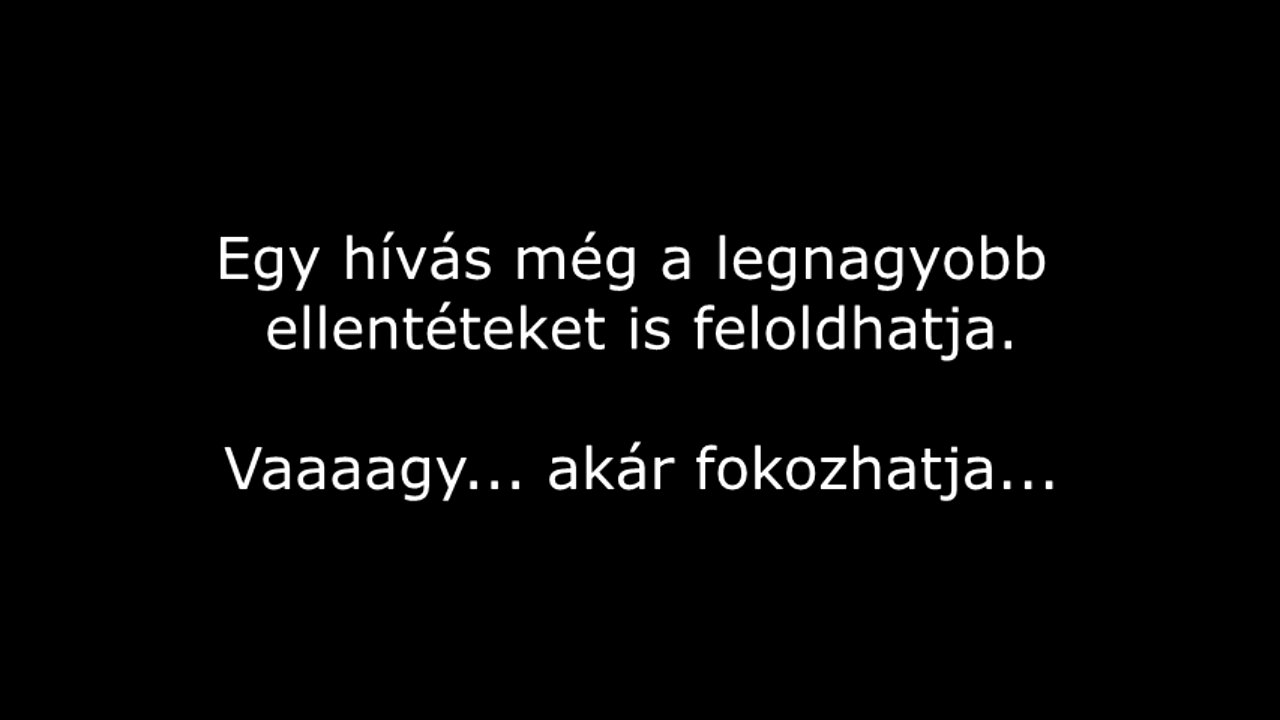 Egy hívás még a legnagyobb
ellentéteket is feloldhatja.
Vaaaagy... akár fokozhatja...